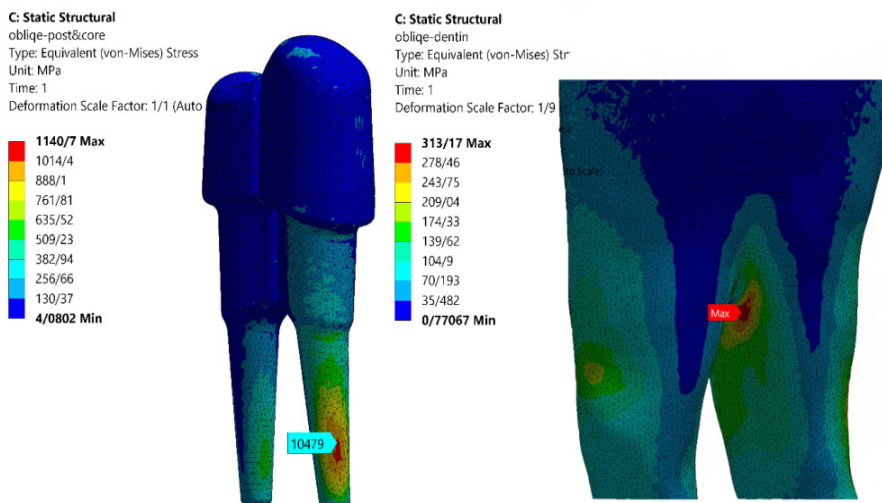 C: Static Structural
oblique-post&core
Type: Equivalent (von-Mises) Stress
Unit: MPa
Time: 1
Deformation Scale Factor: 1/1 (Auto
1140/7 Max
1014/4
888/1
761/81
635/52
509/23
382/94
256/66
130/37
4/0802 Min
10479
C: Static Structural
obliqe-dentin
Type: Equivalent (von-Mises) Str
Unit: MPa
Time: 1
Deformation Scale Factor: 1/9
Scale)
313/17 Max
278/46
243/75
209/04
174/33
139/62
104/9
70/193
35/482
0/77067 Min
Max